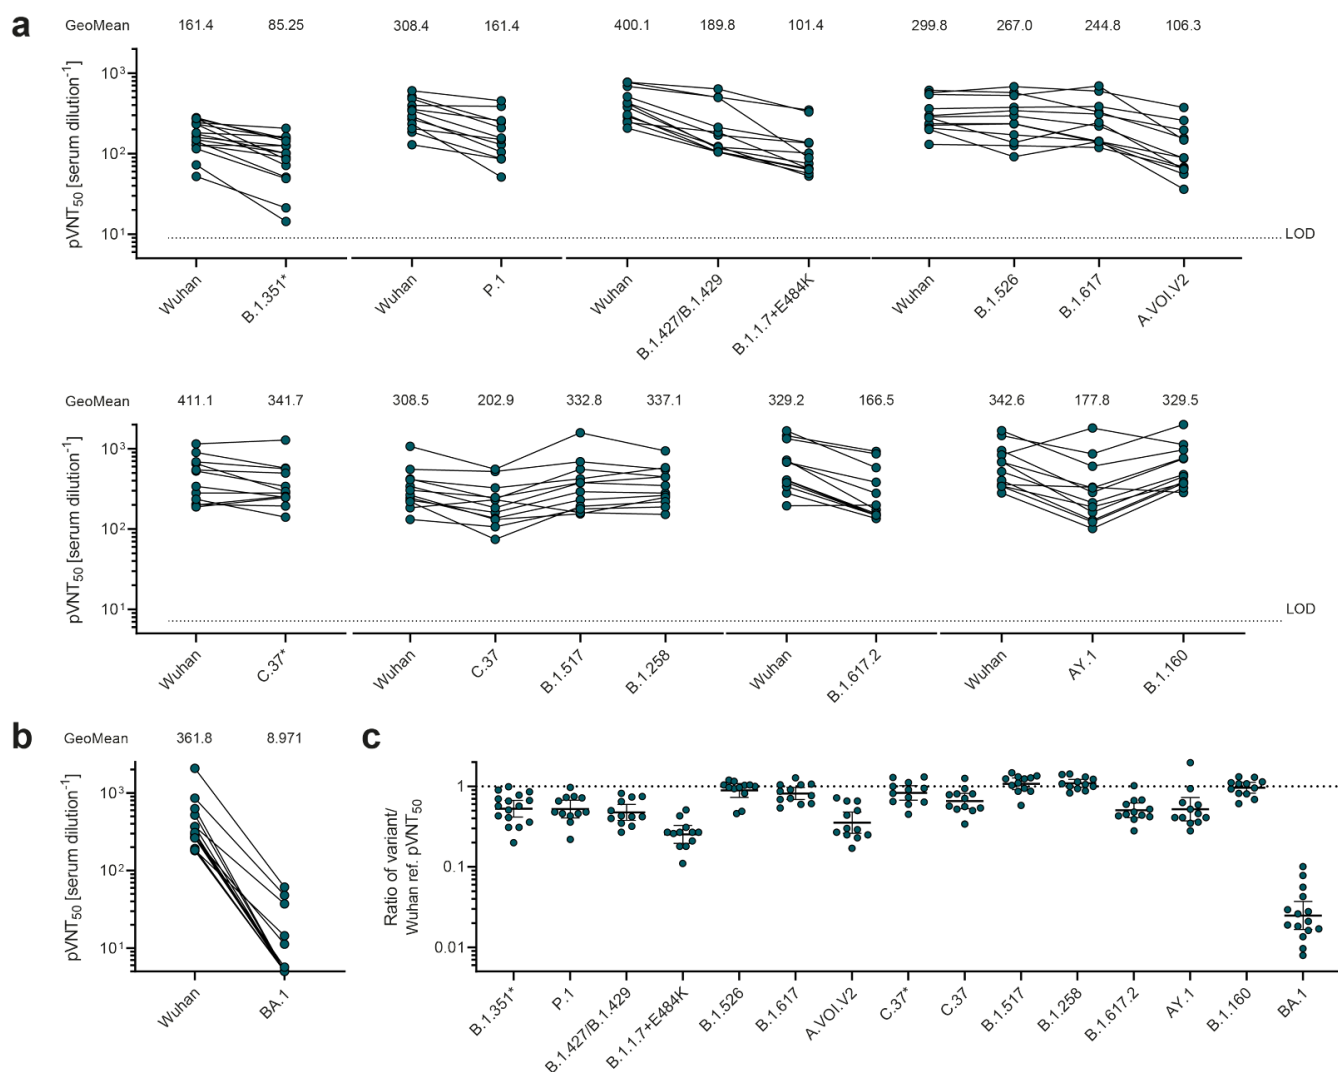 a
GeoMean 161.4 85.25 308.4 161.4 400.1 189.8 101.4 299.8 267.0 244.8 106.3
pVNT50 [serum dilution-1]
10³
10²
10¹
LOD
Wuhan B.1.351* Wuhan P.1 Wuhan B.1.427/B.1.429 B.1.1.7+E484K Wuhan B.1.526 B.1.617 A.VOI.V2
GeoMean 411.1 341.7 308.5 202.9 332.8 337.1 329.2 166.5 342.6 177.8 329.5
pVNT50 [serum dilution-1]
10³
10²
10¹
LOD
Wuhan C.37* Wuhan C.37 B.1.517 B.1.258 Wuhan B.1.617.2 Wuhan AY.1 B.1.160
b
GeoMean 361.8 8.971
pVNT50 [serum dilution-1]
10³
10²
10¹
Wuhan BA.1
c
Ratio of variant/
Wuhan ref. pVNT50
1
0.1
0.01
B.1.351* P.1 B.1.427/B.1.429 B.1.1.7+E484K B.1.526 B.1.617 A.VOI.V2 C.37* C.37 B.1.517 B.1.258 B.1.617.2 AY.1 B.1.160 BA.1